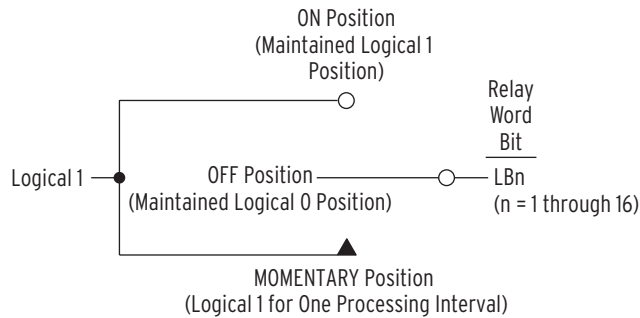 ON Position
(Maintained Logical 1
Position)
Relay
Word
Bit
Logical 1
OFF Position
LBn
(Maintained Logical 0 Position)
(n = 1 through 16)
MOMENTARY Position
(Logical 1 for One Processing Interval)